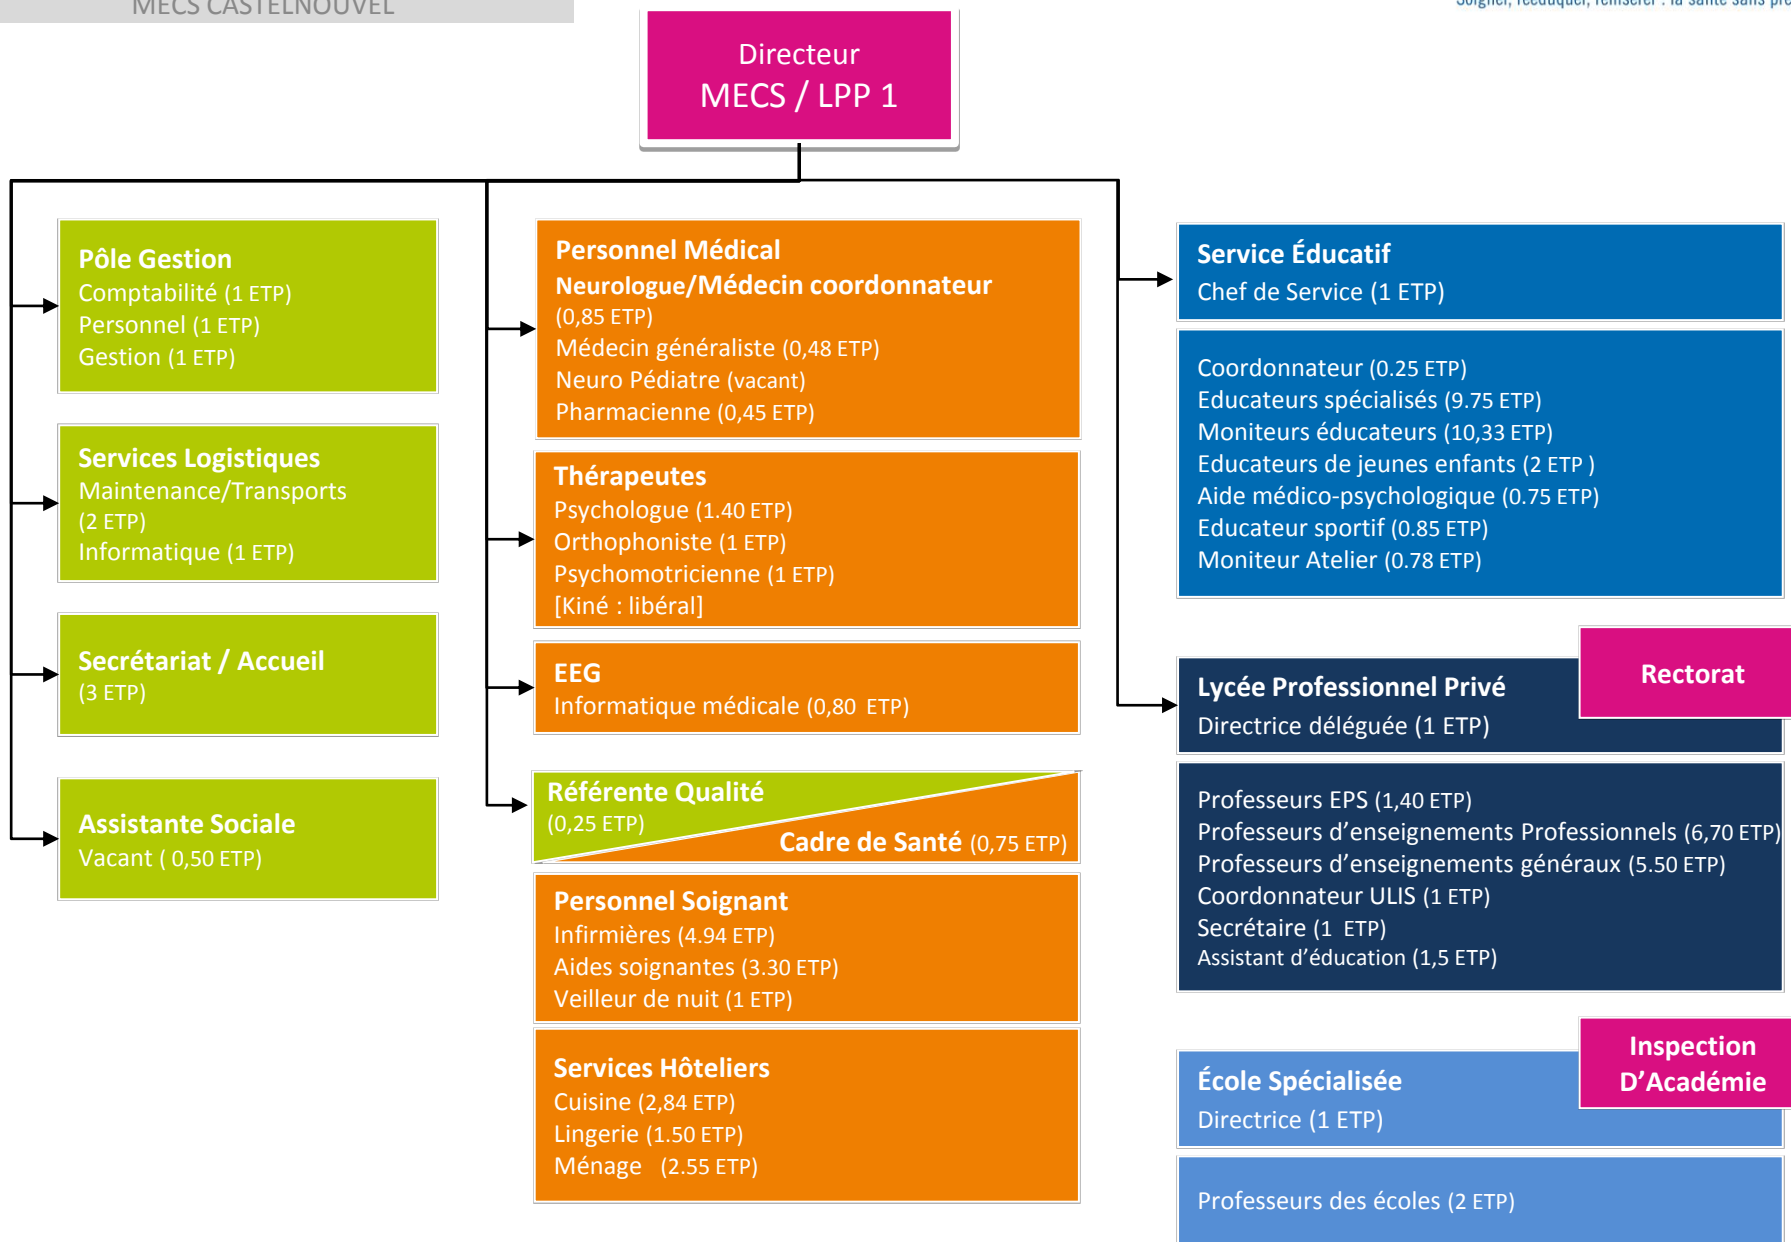 MECS CASTELNOUVEL
Soigner, rééduquer, réinsérer : la santé sans
Directeur
MECS / LPP 1
Pôle Gestion
Comptabilité (1 ETP)
Personnel (1 ETP)
Gestion (1 ETP)
Services Logistiques
Maintenance/Transports
(2 ETP)
Informatique (1 ETP)
Secrétariat / Accueil
(3 ETP)
Assistante Sociale
Vacant ( 0,50 ETP)
Personnel Médical
Neurologue/Médecin coordonnateur
(0,85 ETP)
Médecin généraliste (0,48 ETP)
Neuro Pédiatre (vacant)
Pharmacienne (0,45 ETP)
Thérapeutes
Psychologue (1.40 ETP)
Orthophoniste (1 ETP)
Psychomotricienne (1 ETP)
[Kiné : libéral]
EEG
Informatique médicale (0,80 ETP)
Référente Qualité
(0,25 ETP)
Cadre de Santé (0,75 ETP)
Personnel Soignant
Infirmières (4.94 ETP)
Aides soignantes (3.30 ETP)
Veilleur de nuit (1 ETP)
Services Hôteliers
Cuisine (2,84 ETP)
Lingerie (1.50 ETP)
Ménage (2.55 ETP)
Service Éducatif
Chef de Service (1 ETP)
Coordonnateur (0.25 ETP)
Educateurs spécialisés (9.75 ETP)
Moniteurs éducateurs (10,33 ETP)
Educateurs de jeunes enfants (2 ETP )
Aide médico-psychologique (0.75 ETP)
Educateur sportif (0.85 ETP)
Moniteur Atelier (0.78 ETP)
Rectorat
Lycée Professionnel Privé
Directrice déléguée (1 ETP)
Professeurs EPS (1,40 ETP)
Professeurs d’enseignements Professionnels (6,70 ETP)
Professeurs d’enseignements généraux (5.50 ETP)
Coordonnateur ULIS (1 ETP)
Secrétaire (1 ETP)
Assistant d’éducation (1,5 ETP)
Inspection
D’Académie
École Spécialisée
Directrice (1 ETP)
Professeurs des écoles (2 ETP)